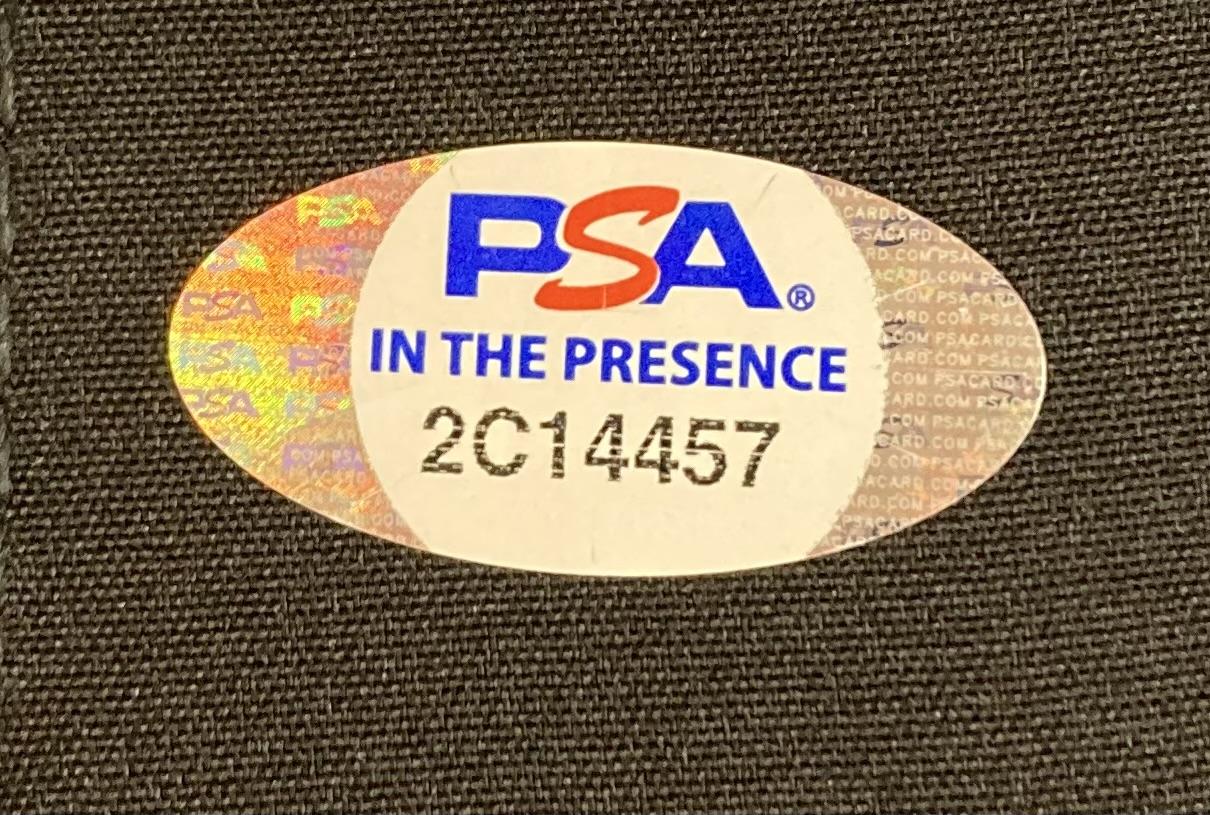 PSA®
IN THE PRESENCE
2C14457